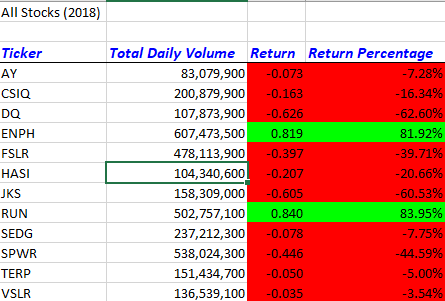 All Stocks (2018)
Ticker Total Daily Volume Return Return Percentage
AY 83,079,900 -0.073 -7.28%
CSIQ 200,879,900 -0.163 -16.34%
DQ 107,873,900 -0.626 -62.60%
ENPH 607,473,500 0.819 81.92%
FSLR 478,113,900 -0.397 -39.71%
HASI 104,340,600 -0.207 -20.66%
JKS 158,309,000 -0.605 -60.53%
RUN 502,757,100 0.840 83.95%
SEDG 237,212,300 -0.078 -7.75%
SPWR 538,024,300 -0.446 -44.59%
TERP 151,434,700 -0.050 -5.00%
VSLR 136,539,100 -0.035 -3.54%